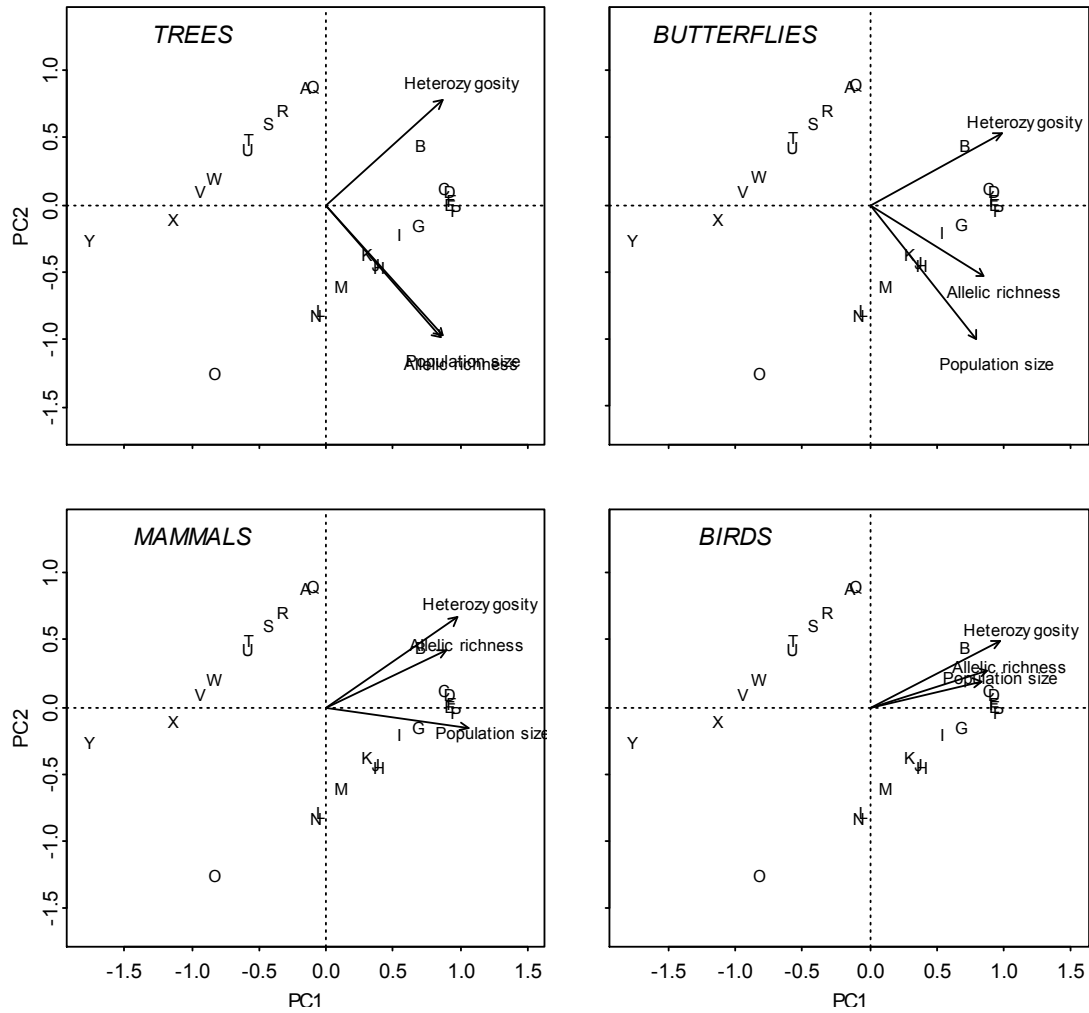 TREES
BUTTERFLIES
A Q
Heterozygosity
R
S
T
U
B
W
V
C
D
E
F
P
X
G
I
Y
K
J
H
M
N
L
O
Population size
Allelic richness
PC2
1.0
0.5
0.0
-0.5
-1.0
-1.5
A Q
Heterozygosity
R
S
T
U
B
W
V
C
D
E
F
P
X
G
I
Y
K
J
H
M
N
L
O
Allelic richness
Population size
MAMMALS
BIRDS
A Q
Heterozygosity
R
S
T
U
B
Allelic richness
W
V
C
D
E
F
P
X
G
I
Y
Population size
K
J
H
M
N
L
O
PC2
1.0
0.5
0.0
-0.5
-1.0
-1.5
A Q
Heterozygosity
R
S
T
U
B
Allelic richness
Population size
W
V
C
D
E
F
P
X
G
I
Y
K
J
H
M
N
L
O
-1.5 -1.0 -0.5 0.0 0.5 1.0 1.5
PC1
-1.5 -1.0 -0.5 0.0 0.5 1.0 1.5
PC1